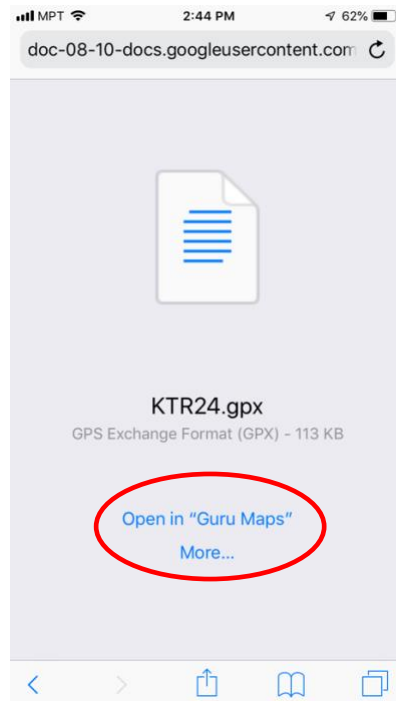 MPT 2:44 PM 62%
doc-08-10-docs.googleusercontent.com
KTR24.gpx
GPS Exchange Format (GPX) - 113 KB
Open in “Guru Maps”
More...